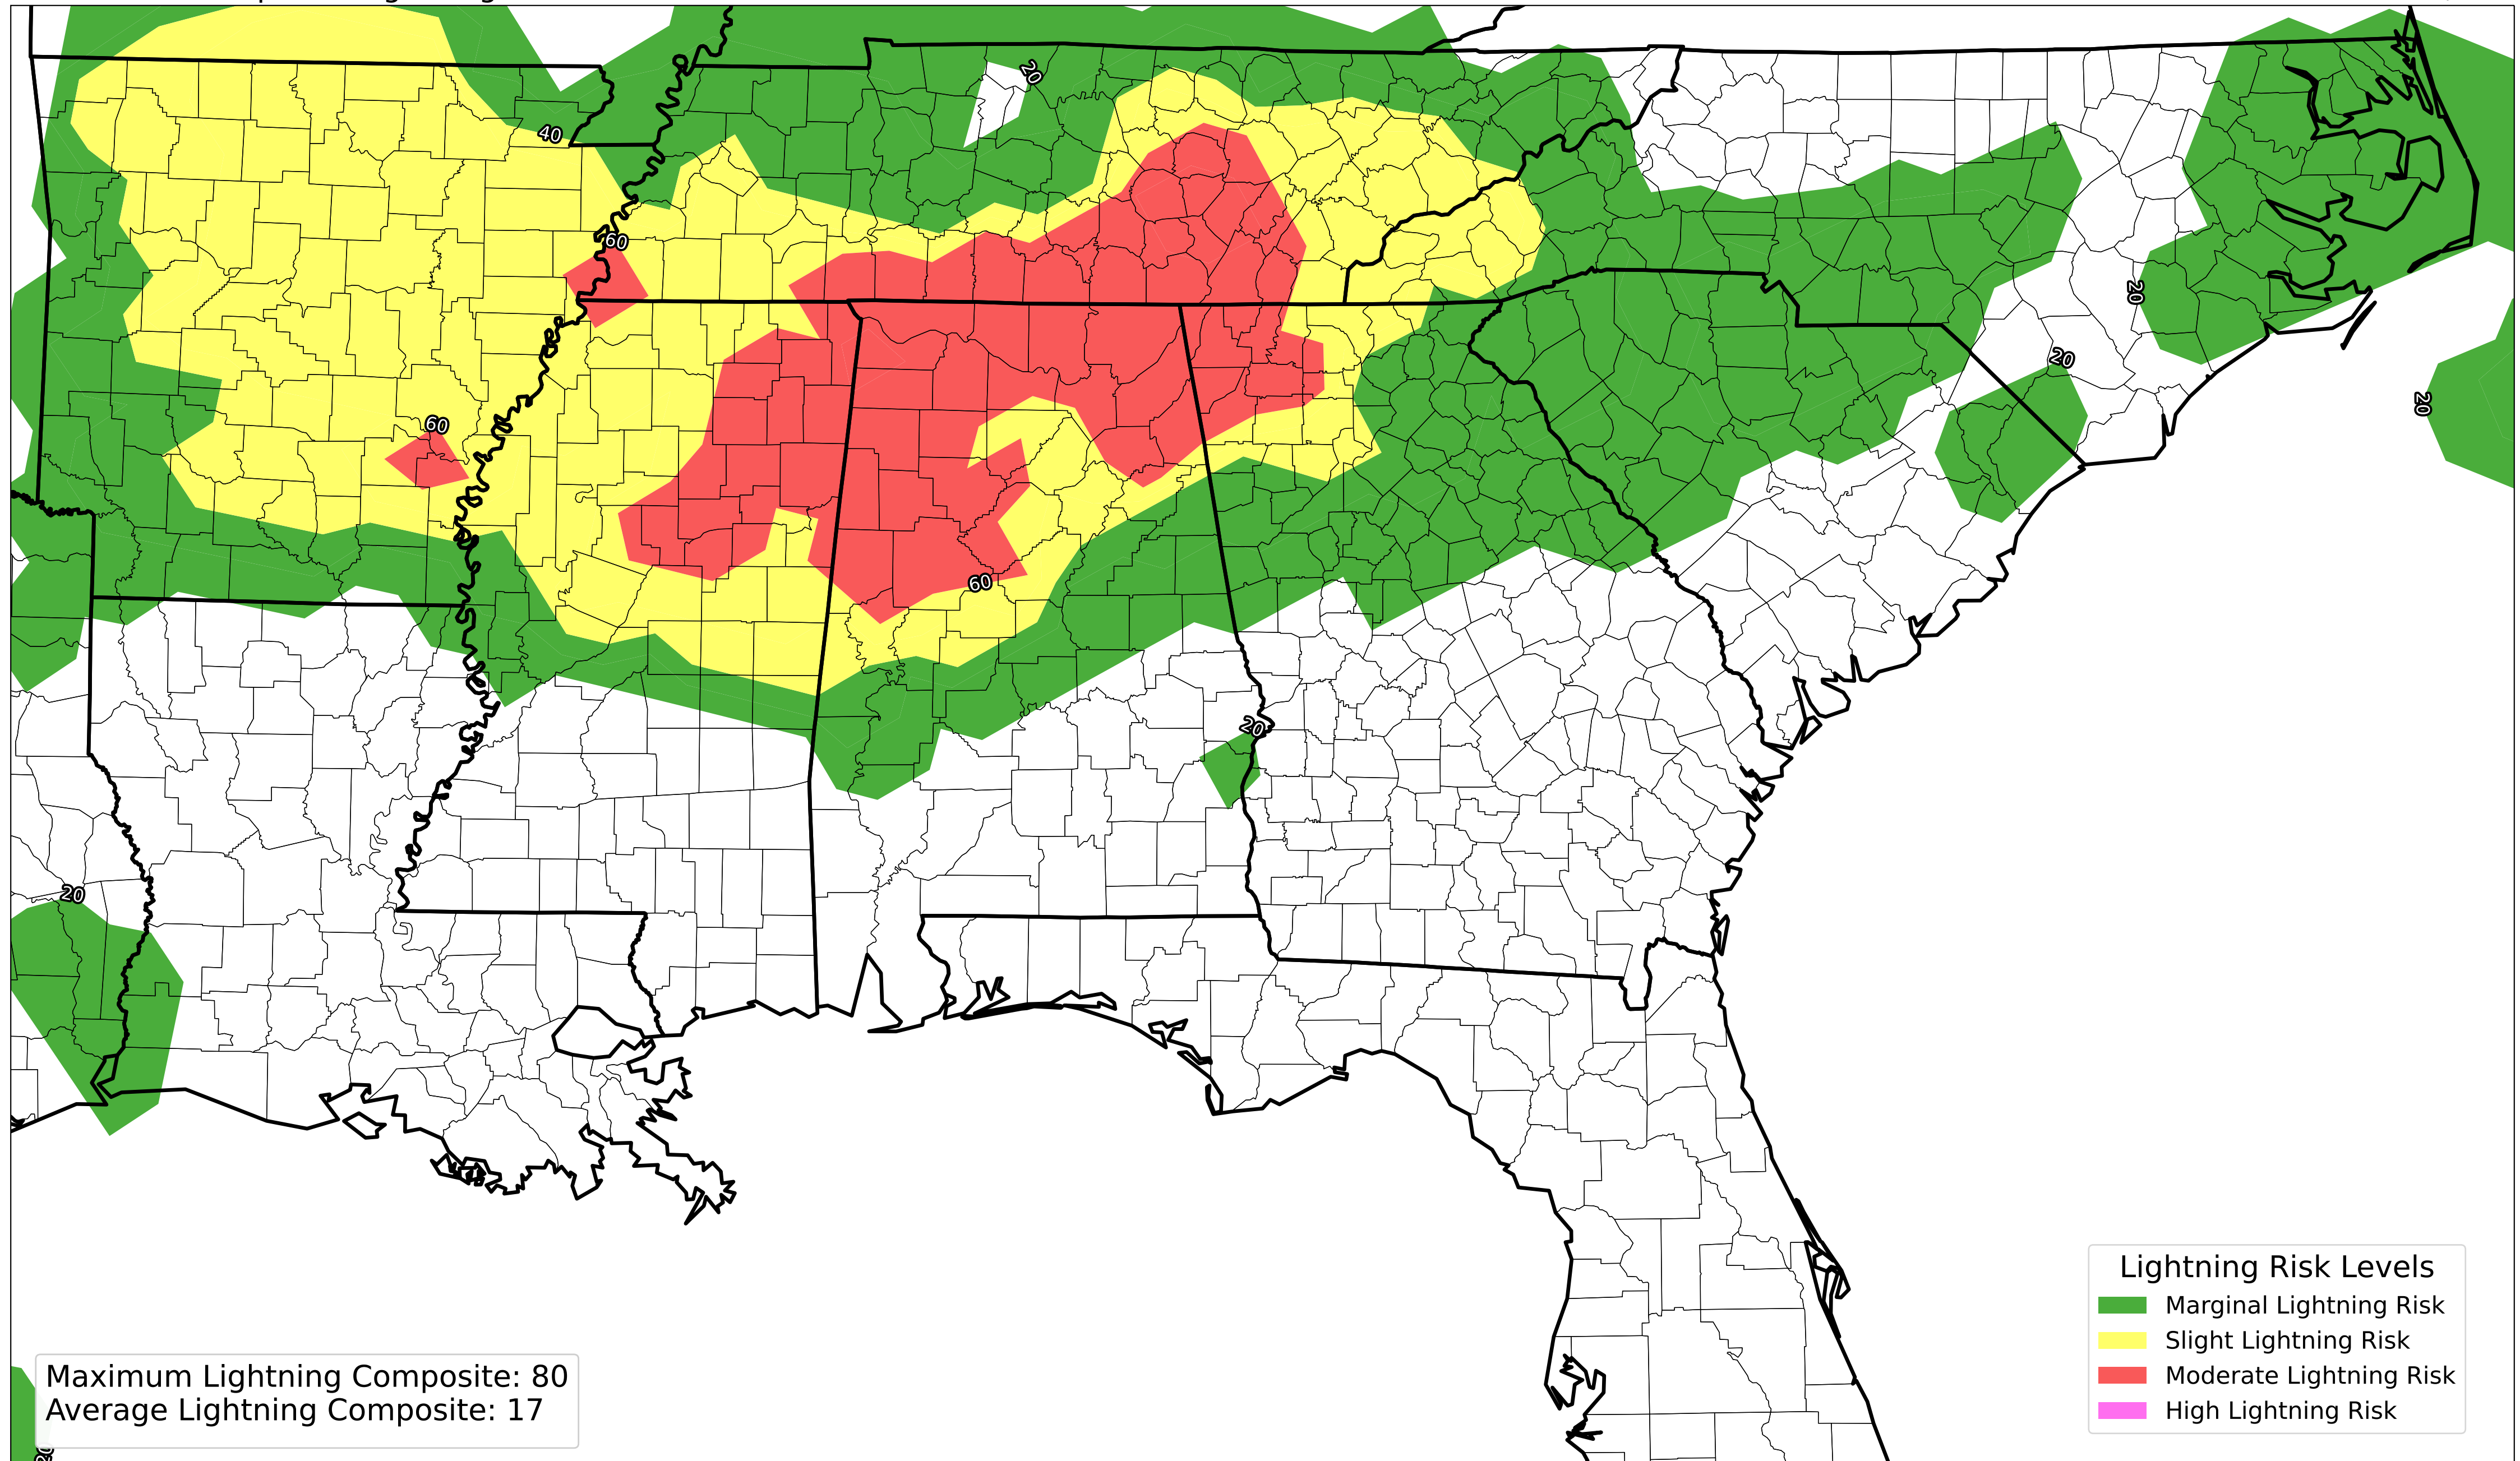 20
40
60
20
20
60
20
60
20
20
Lightning Risk Levels
Marginal Lightning Risk
Slight Lightning Risk
Moderate Lightning Risk
High Lightning Risk
Maximum Lightning Composite: 80
Average Lightning Composite: 17
20